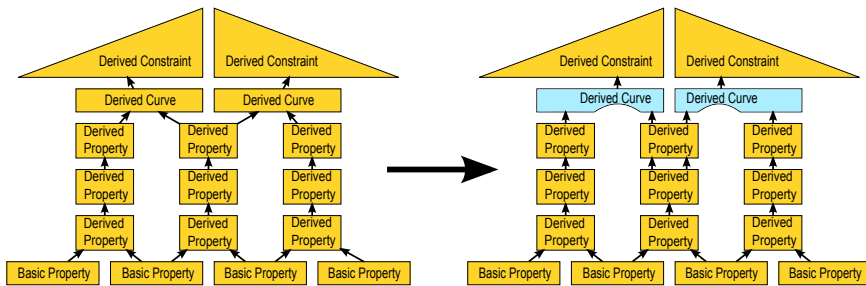 Derived Constraint Derived Constraint Derived Constraint Derived Constraint
Derived Curve Derived Curve Derived Curve Derived Curve
Derived Derived Derived Derived Derived Derived
Property Property Property Property Property Property
Derived Derived Derived Derived Derived Derived
Property Property Property Property Property Property
Derived Derived Derived Derived Derived Derived
Property Property Property Property Property Property
Basic Property Basic Property Basic Property Basic Property Basic Property Basic Property Basic Property Basic Property